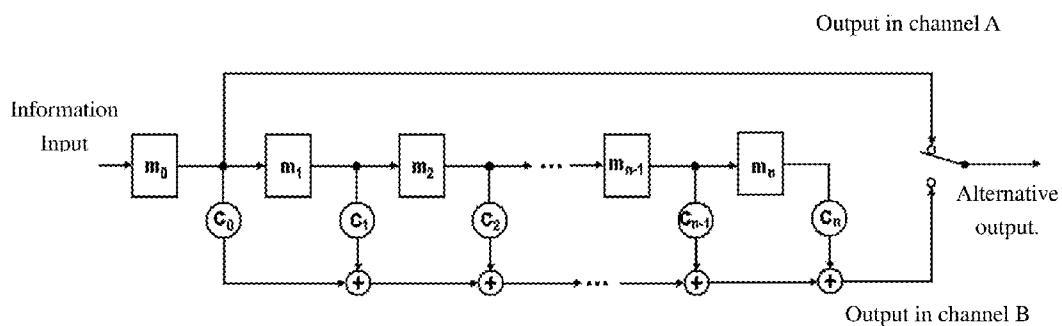 Output in channel A
Information
Input
m0 m1 m2 ... mn-1 mn
C0 C1 C2 Cn-1 Cn
+ + ... + +
Alternative
output.
Output in channel B